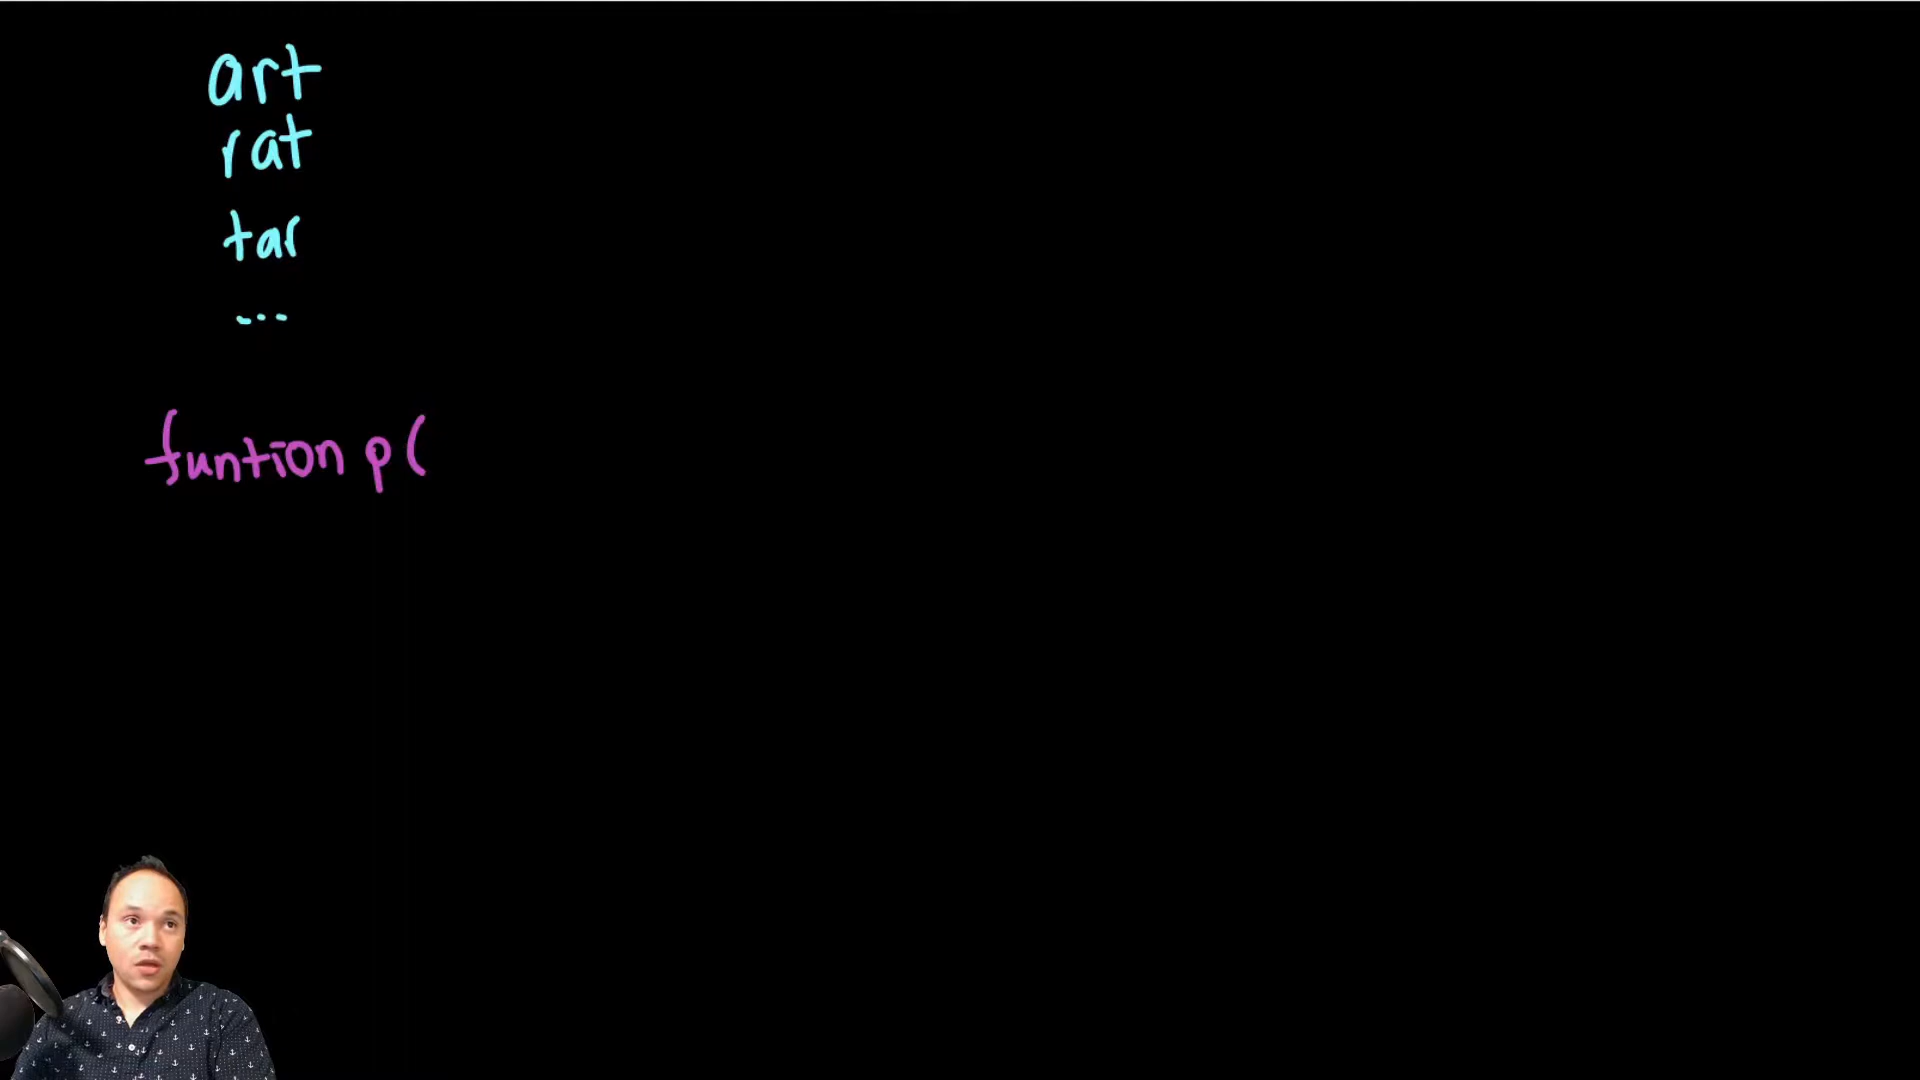 art
rat
tar
...
funtion p(